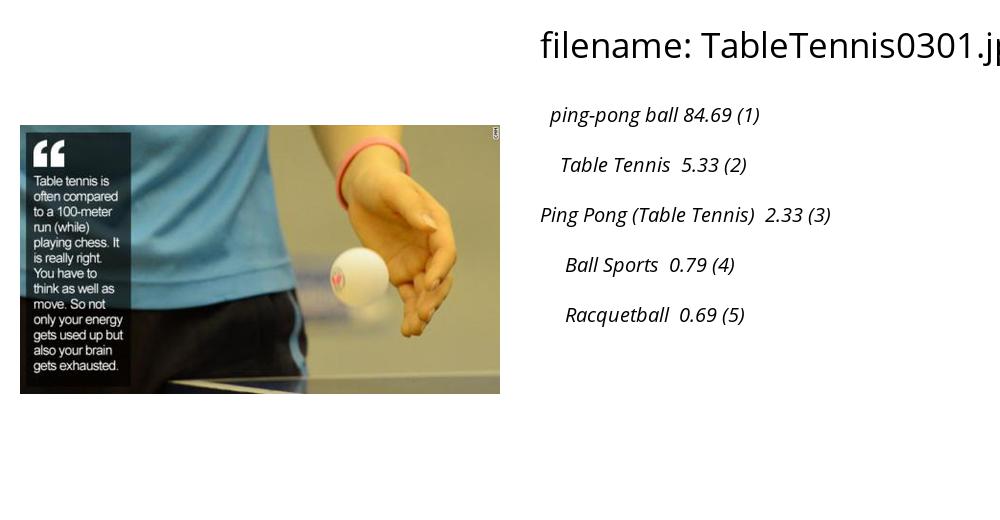 filename: TableTennis0301.jp
ping-pong ball 84.69 (1)
Table Tennis 5.33 (2)
Ping Pong (Table Tennis) 2.33 (3)
Ball Sports 0.79 (4)
Racquetball 0.69 (5)
“
Table tennis is
often compared
to a 100-meter
run (while)
playing chess. It
is really right.
You have to
think as well as
move. So not
only your energy
gets used up but
also your brain
gets exhausted.
CNN